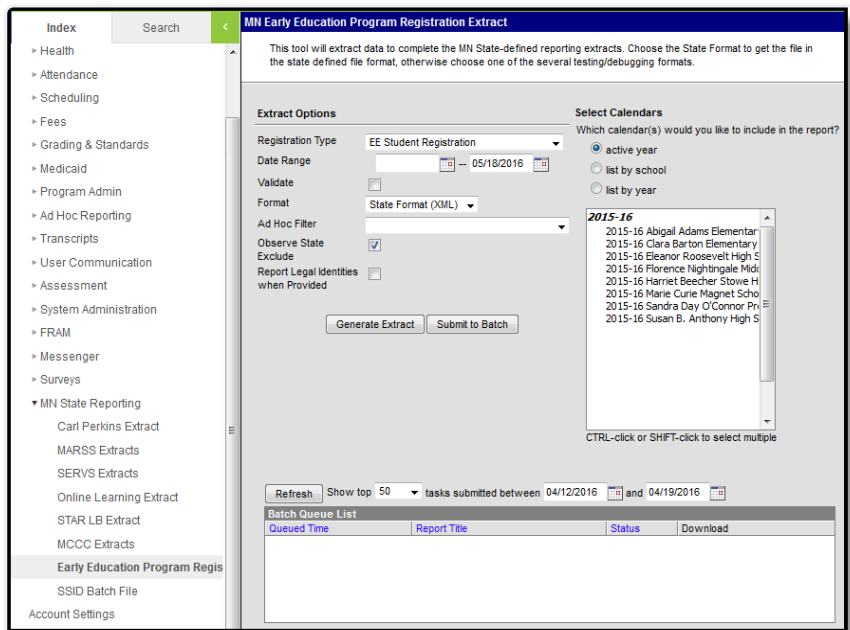 Index
Search
<
Health
Attendance
Scheduling
Fees
Grading & Standards
Medicaid
Program Admin
Ad Hoc Reporting
Transcripts
User Communication
Assessment
System Administration
FRAM
Messenger
Surveys
MN State Reporting
Carl Perkins Extract
MARSS Extracts
SERVS Extracts
Online Learning Extract
STAR LB Extract
MCCC Extracts
Early Education Program Regis
SSID Batch File
Account Settings
MN Early Education Program Registration Extract
This tool will extract data to complete the MN State-defined reporting extracts. Choose the State Format to get the file in
the state defined file format, otherwise choose one of the several testing/debugging formats.
Extract Options
Registration Type EE Student Registration
Date Range – 05/18/2016
Validate
Format State Format (XML)
Ad Hoc Filter
Observe State
Exclude
Report Legal Identities
when Provided
Generate Extract Submit to Batch
Select Calendars
Which calendar(s) would you like to include in the report?
active year
list by school
list by year
2015-16
2015-16 Abigail Adams Elementar
2015-16 Clara Barton Elementary
2015-16 Eleanor Roosevelt High S
2015-16 Florence Nightingale Midd
2015-16 Harriet Beecher Stowe H
2015-16 Marie Curie Magnet Scho
2015-16 Sandra Day O'Connor Pr
2015-16 Susan B. Anthony High S
CTRL-click or SHIFT-click to select multiple
Refresh Show top 50 tasks submitted between 04/12/2016 and 04/19/2016
Batch Queue List
Queued Time Report Title Status Download